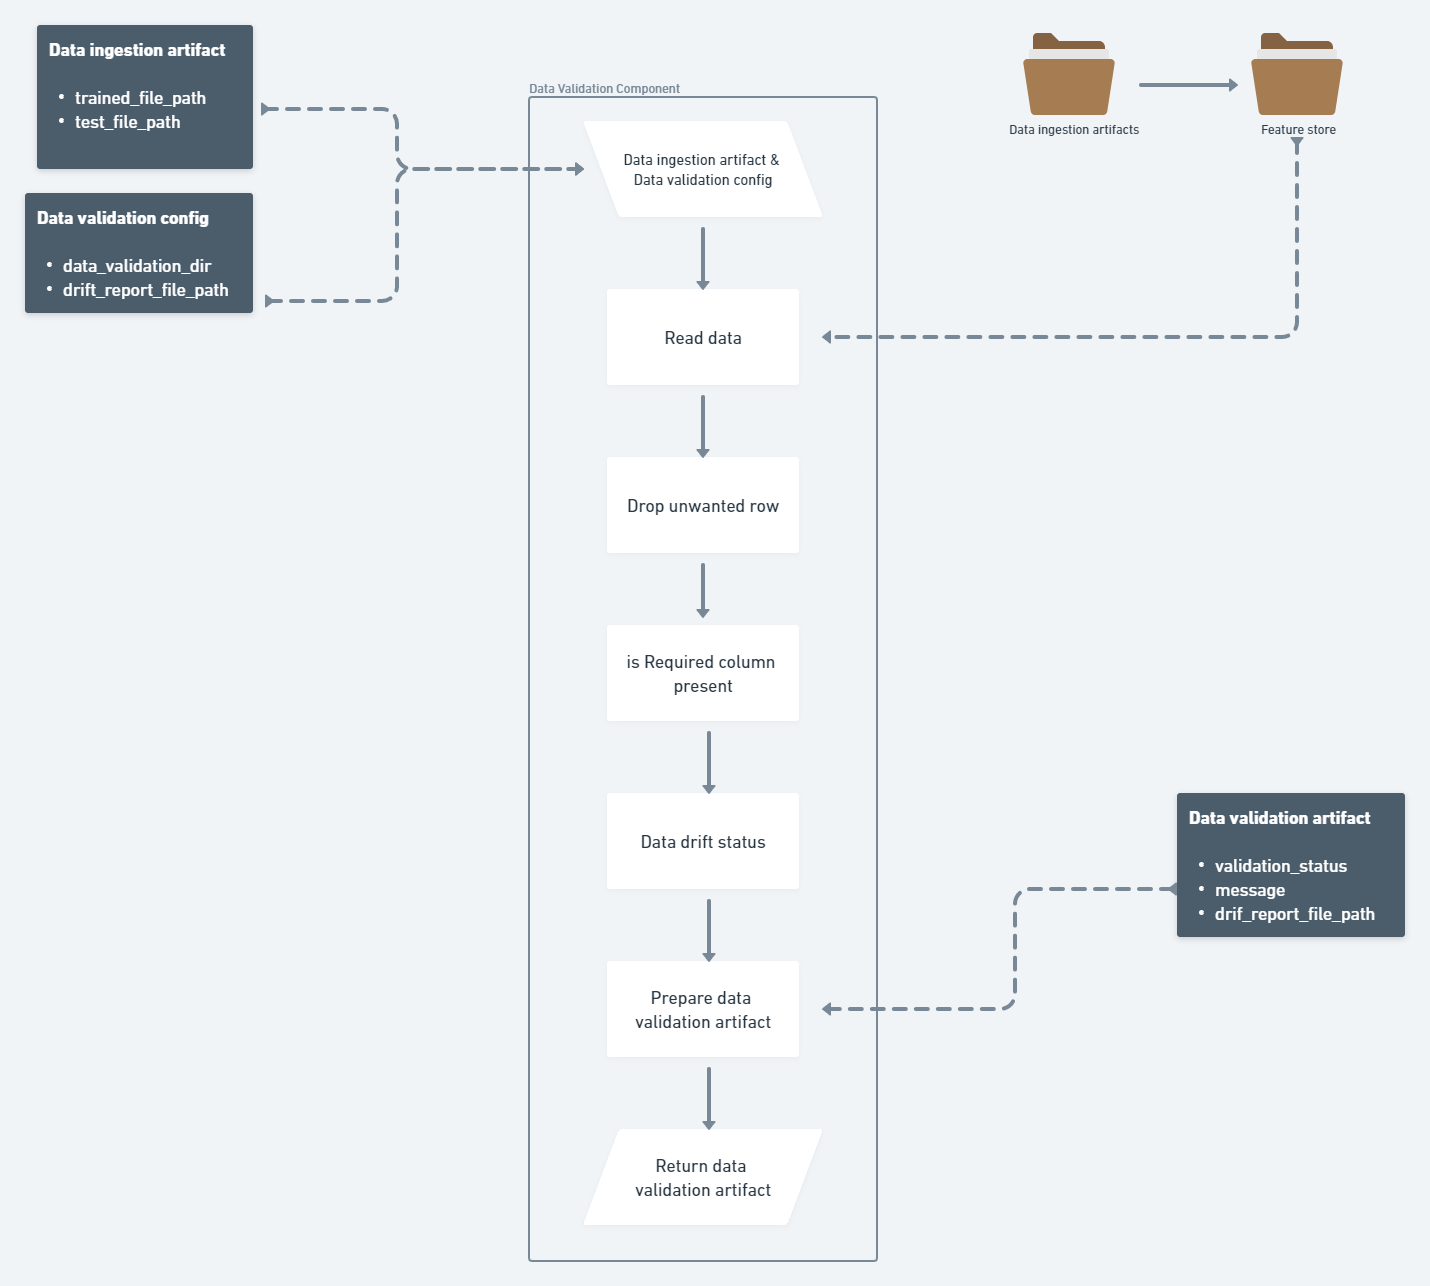 Data ingestion artifact
• trained_file_path
• test_file_path
Data validation config
• data_validation_dir
• drift_report_file_path
Data Validation Component
Data ingestion artifact &
Data validation config
Read data
Drop unwanted row
is Required column
present
Data drift status
Prepare data
validation artifact
Return data
validation artifact
Data ingestion artifacts
Feature store
Data validation artifact
• validation_status
• message
• drif_report_file_path